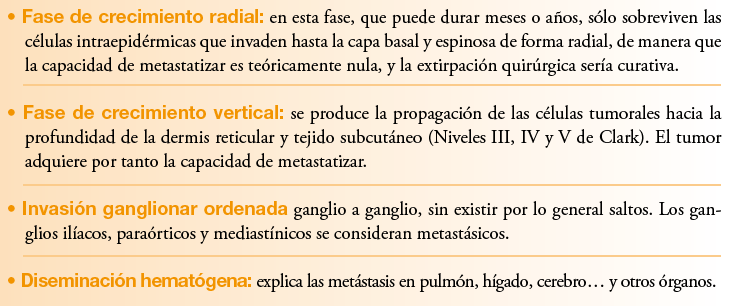 • Fase de crecimiento radial: en esta fase, que puede durar meses o años, sólo sobreviven las
células intraepidérmicas que invaden hasta la capa basal y espinosa de forma radial, de manera que
la capacidad de metastatizar es teóricamente nula, y la extirpación quirúrgica sería curativa.
• Fase de crecimiento vertical: se produce la propagación de las células tumorales hacia la
profundidad de la dermis reticular y tejido subcutáneo (Niveles III, IV y V de Clark). El tumor
adquiere por tanto la capacidad de metastatizar.
• Invasión ganglionar ordenada ganglio a ganglio, sin existir por lo general saltos. Los gan-
glios ilíacos, paraórticos y mediastínicos se consideran metastásicos.
• Diseminación hematógena: explica las metástasis en pulmón, hígado, cerebro… y otros órganos.